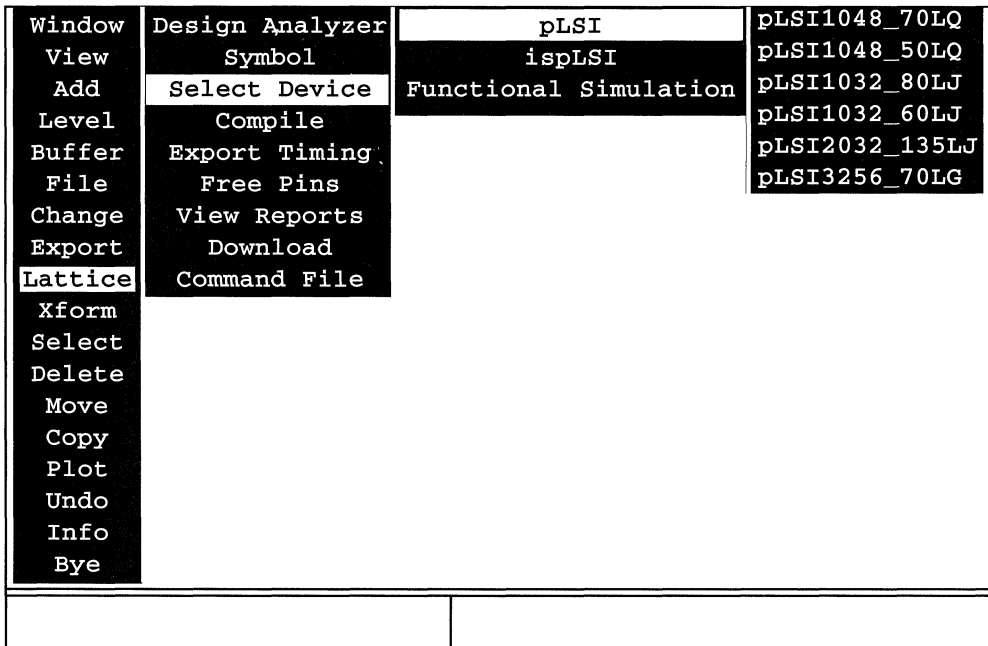 Window
View
Add
Level
Buffer
File
Change
Export
Lattice
Xform
Select
Delete
Move
Copy
Plot
Undo
Info
Bye
Design Analyzer
Symbol
Select Device
Compile
Export Timing
Free Pins
View Reports
Download
Command File
pLSI
ispLSI
Functional Simulation
pLSI1048_70LQ
pLSI1048_50LQ
pLSI1032_80LJ
pLSI1032_60LJ
pLSI2032_135LJ
pLSI3256_70LG